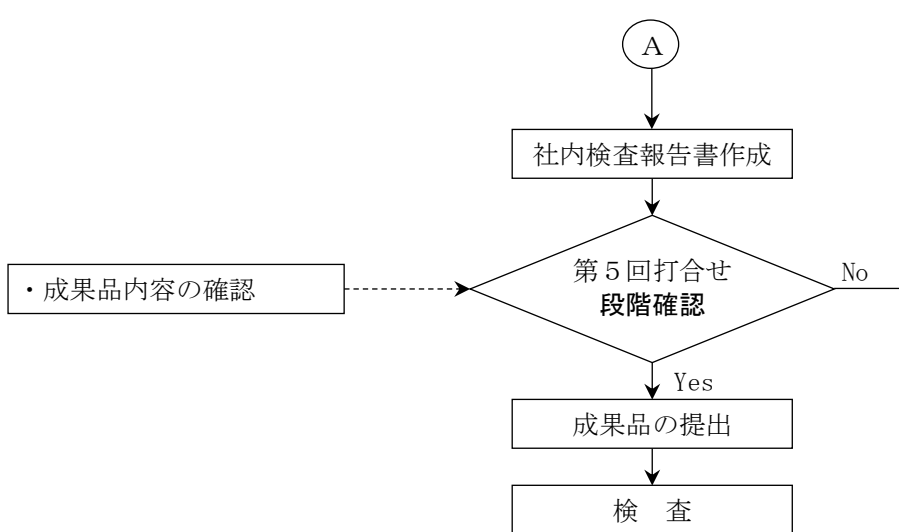 A
社内検査報告書作成
第５回打合せ
段階確認
No
・成果品内容の確認
Yes
成果品の提出
検　査